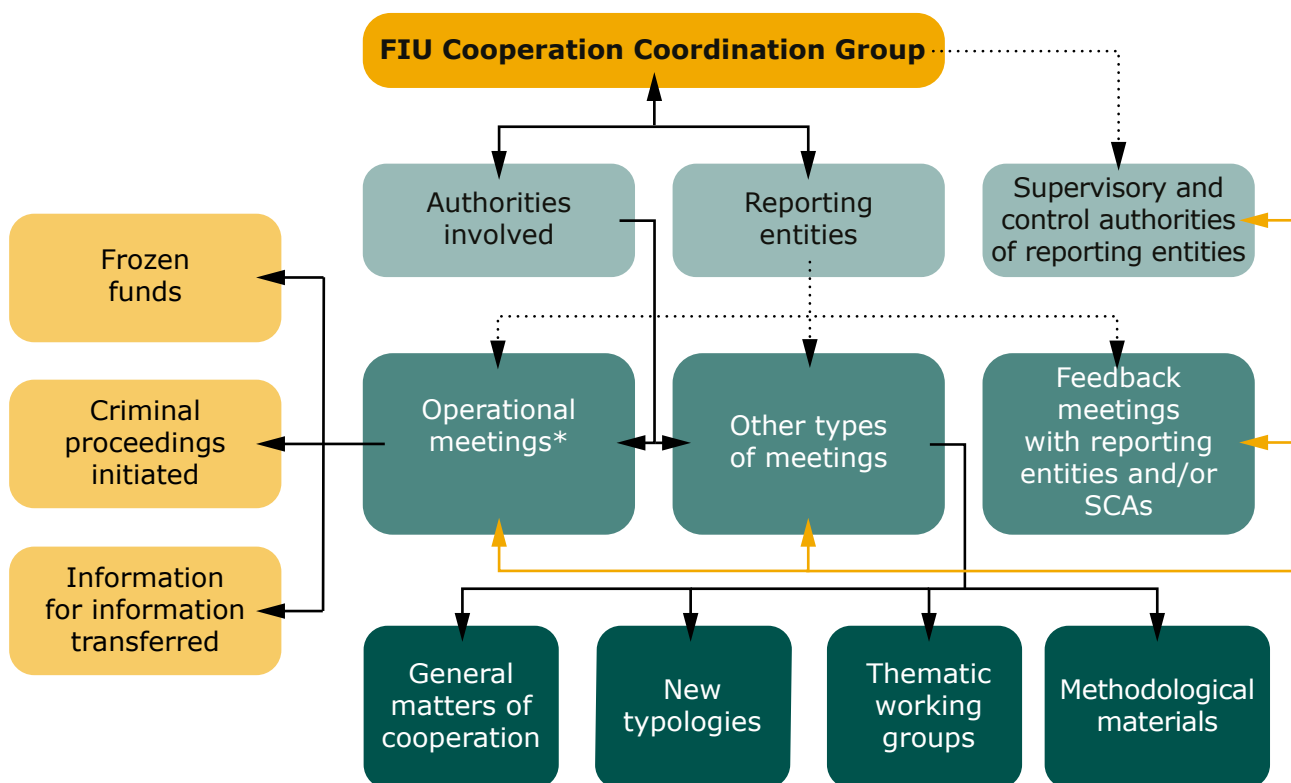 FIU Cooperation Coordination Group
Authorities
involved
Reporting
entities
Supervisory and
control authorities
of reporting entities
Frozen
funds
Criminal
proceedings
initiated
Information
for information
transferred
Operational
meetings*
Other types
of meetings
Feedback
meetings
with reporting
entities and/or
SCAs
General
matters of
cooperation
New
typologies
Thematic
working
groups
Methodological
materials